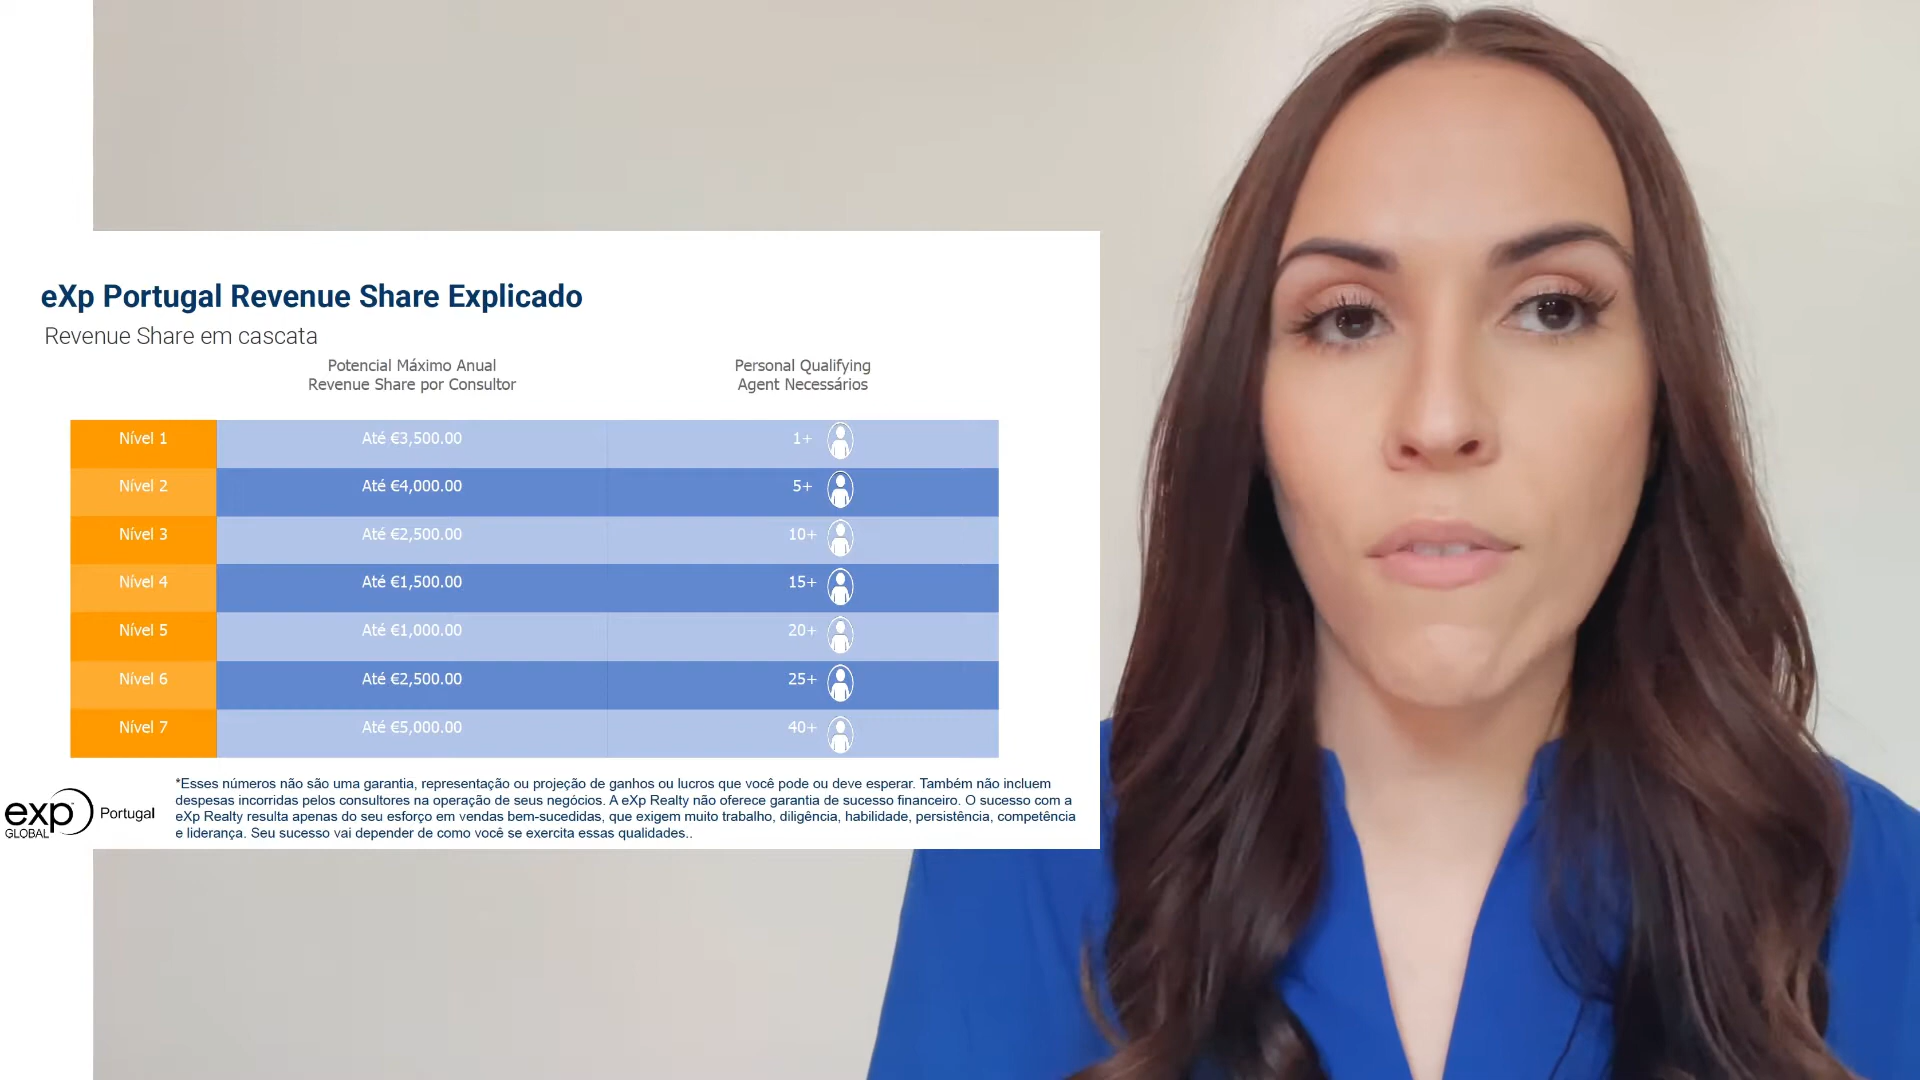 eXp Portugal Revenue Share Explicado
Revenue Share em cascata
Potencial Máximo Anual
Revenue Share por Consultor
Personal Qualifying
Agent Necessários
Nível 1 Até €3,500.00 1+
Nível 2 Até €4,000.00 5+
Nível 3 Até €2,500.00 10+
Nível 4 Até €1,500.00 15+
Nível 5 Até €1,000.00 20+
Nível 6 Até €2,500.00 25+
Nível 7 Até €5,000.00 40+
*Esses números não são uma garantia, representação ou projeção de ganhos ou lucros que você pode ou deve esperar. Também não incluem
despesas incorridas pelos consultores na operação de seus negócios. A eXp Realty não oferece garantia de sucesso financeiro. O sucesso com a
eXp Realty resulta apenas do seu esforço em vendas bem-sucedidas, que exigem muito trabalho, diligência, habilidade, persistência, competência
e liderança. Seu sucesso vai depender de como você se exercita essas qualidades..
exp
GLOBAL
Portugal